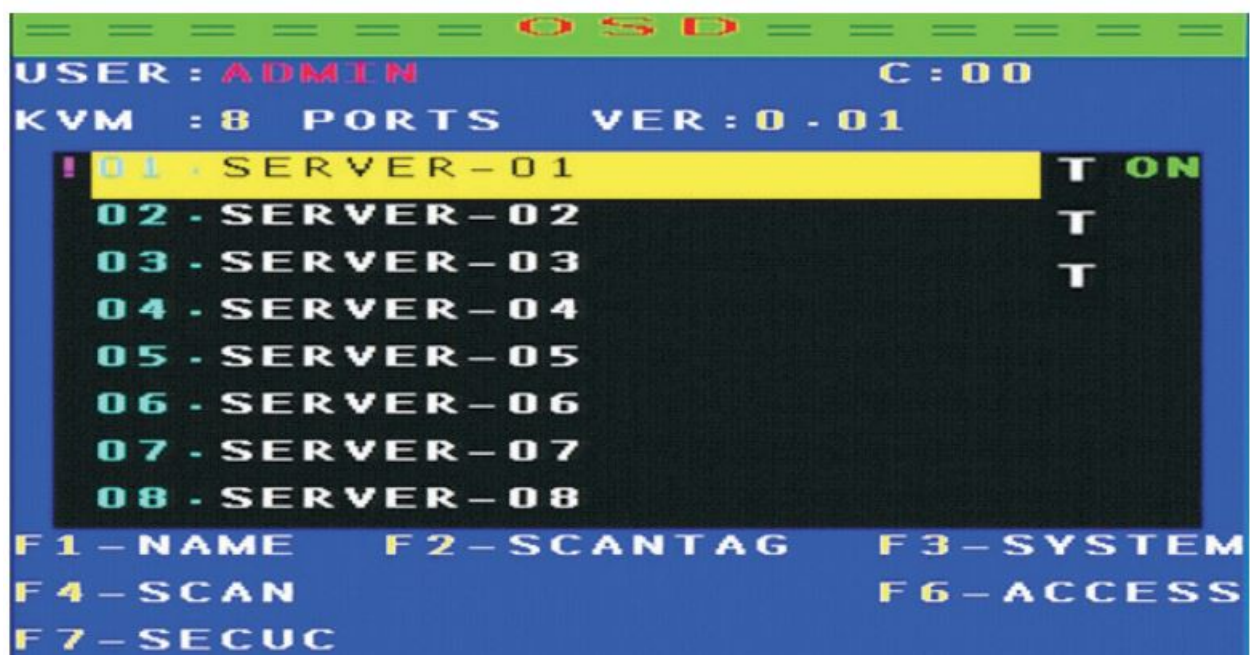 = = = = = = OSD = = = = = =
USER:ADMIN C:00
KVM :8 PORTS VER:0.01
! 01.SERVER-01 T ON
02.SERVER-02 T
03.SERVER-03 T
04.SERVER-04
05.SERVER-05
06.SERVER-06
07.SERVER-07
08.SERVER-08
F1-NAME F2-SCANTAG F3-SYSTEM
F4-SCAN F6-ACCESS
F7-SECUC